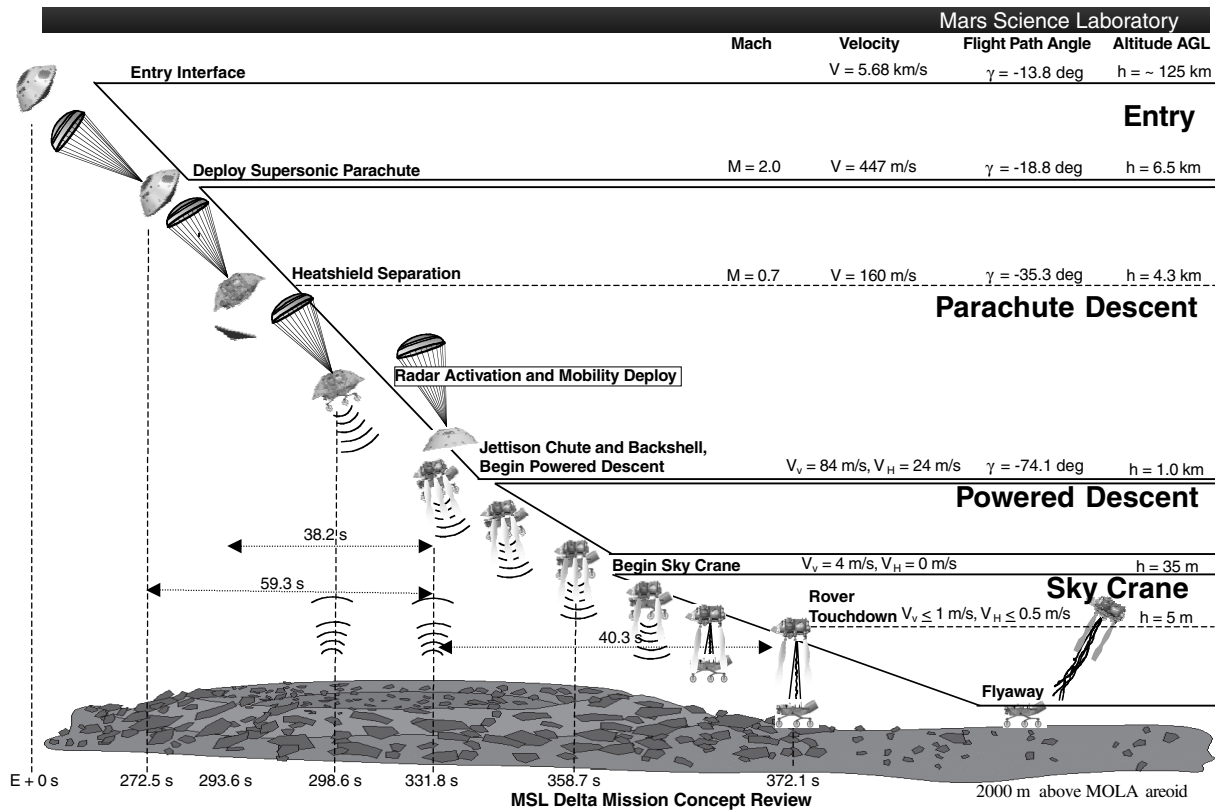 Mars Science Laboratory
Mach Velocity Flight Path Angle Altitude AGL
Entry Interface V = 5.68 km/s γ = -13.8 deg h = ~ 125 km
Entry
Deploy Supersonic Parachute M = 2.0 V = 447 m/s γ = -18.8 deg h = 6.5 km
Heatshield Separation M = 0.7 V = 160 m/s γ = -35.3 deg h = 4.3 km
Parachute Descent
Radar Activation and Mobility Deploy
Jettison Chute and Backshell,
Begin Powered Descent Vv = 84 m/s, VH = 24 m/s γ = -74.1 deg h = 1.0 km
Powered Descent
38.2 s
Begin Sky Crane Vv = 4 m/s, VH = 0 m/s h = 35 m
59.3 s
Sky Crane
Rover
Touchdown Vv ≤ 1 m/s, VH ≤ 0.5 m/s h = 5 m
40.3 s
Flyaway
E + 0 s 272.5 s 293.6 s 298.6 s 331.8 s 358.7 s 372.1 s
2000 m above MOLA areoid
MSL Delta Mission Concept Review